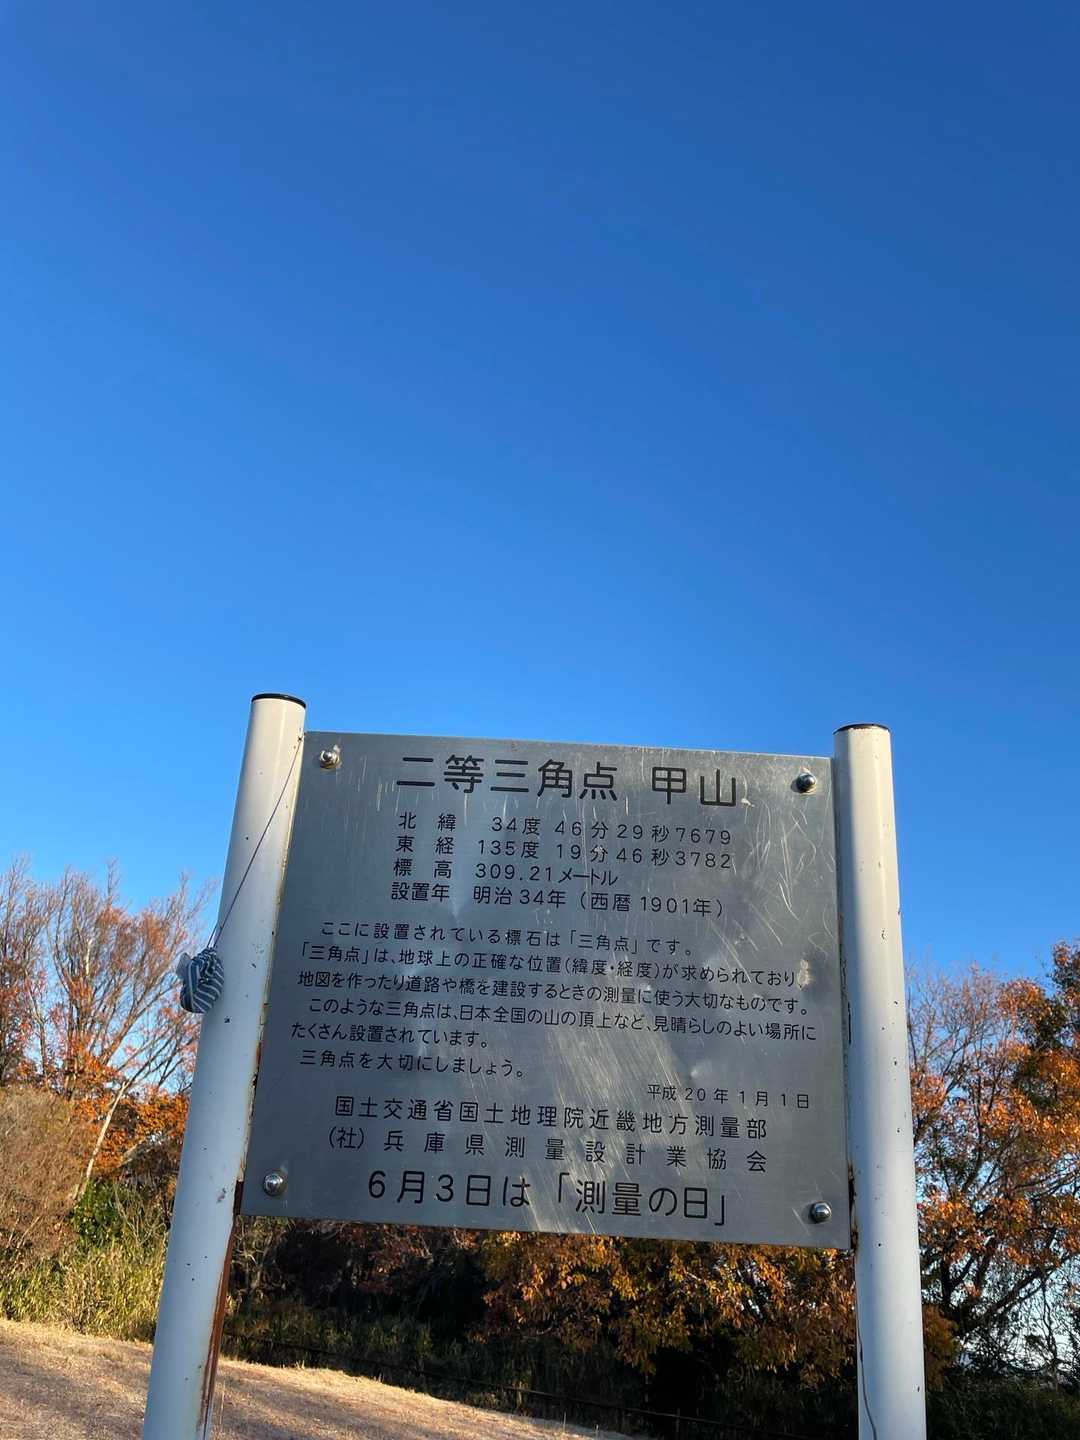 二等三角点 甲山
北緯 34度 46分 29秒7679
東経 135度 19分 46秒3782
標高 309.21メートル
設置年 明治34年（西暦1901年）
ここに設置されている標石は「三角点」です。
「三角点」は、地球上の正確な位置（緯度・経度）が求められており、
地図を作ったり道路や橋を建設するときの測量に使う大切なものです。
このような三角点は、日本全国の山の頂上など、見晴らしのよい場所に
たくさん設置されています。
三角点を大切にしましょう。
平成20年1月1日
国土交通省国土地理院近畿地方測量部
（社）兵庫県測量設計業協会
6月3日は「測量の日」